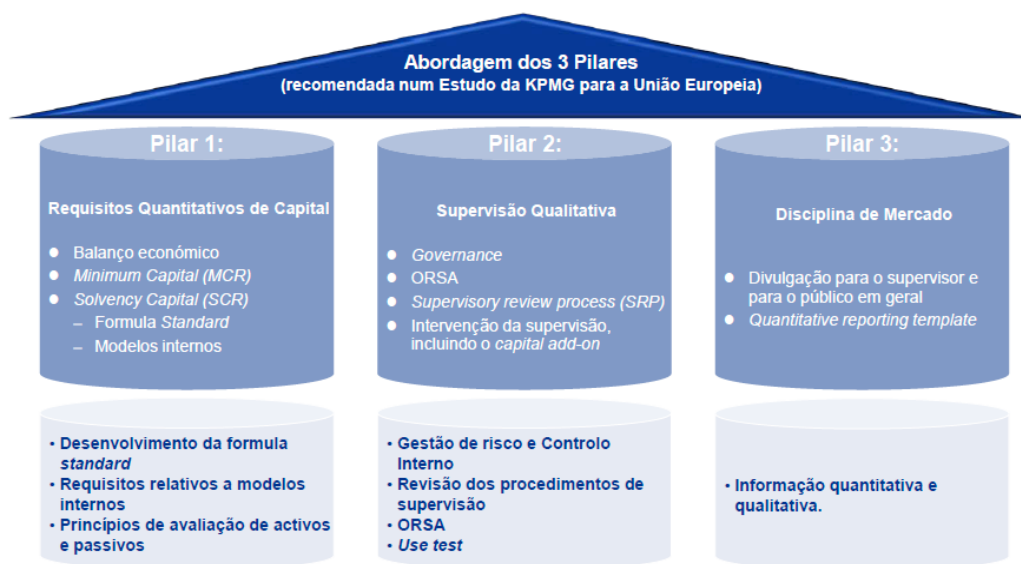 Abordagem dos 3 Pilares
(recomendada num Estudo da KPMG para a União Europeia)
Pilar 1:
Requisitos Quantitativos de Capital
● Balanço económico
● Minimum Capital (MCR)
● Solvency Capital (SCR)
– Formula Standard
– Modelos internos
• Desenvolvimento da formula
standard
• Requisitos relativos a modelos
internos
• Princípios de avaliação de activos
e passivos
Pilar 2:
Supervisão Qualitativa
● Governance
● ORSA
● Supervisory review process (SRP)
● Intervenção da supervisão,
incluindo o capital add-on
• Gestão de risco e Controlo
Interno
• Revisão dos procedimentos de
supervisão
• ORSA
• Use test
Pilar 3:
Disciplina de Mercado
● Divulgação para o supervisor e
para o público em geral
● Quantitative reporting template
• Informação quantitativa e
qualitativa.